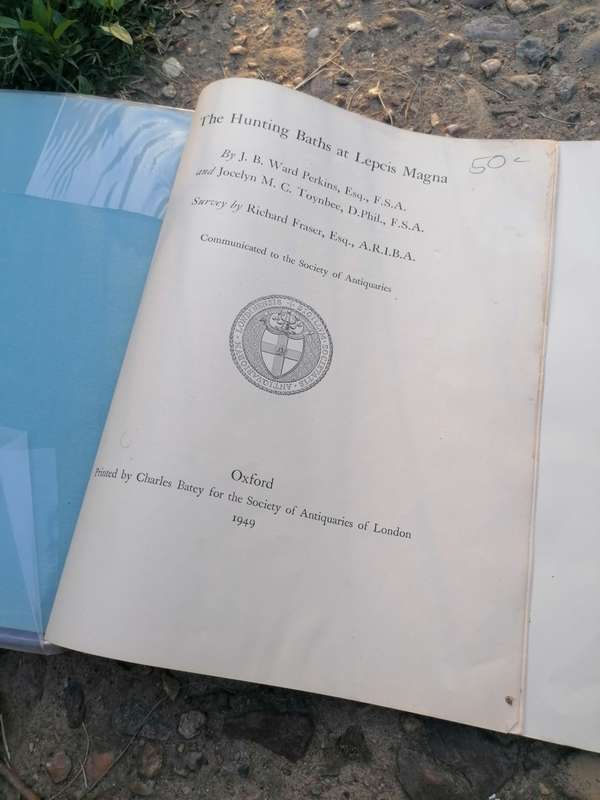 The Hunting Baths at Lepcis Magna
50
By J. B. Ward Perkins, Esq., F.S.A.
and Jocelyn M. C. Toynbee, D.Phil., F.S.A.
Survey by Richard Fraser, Esq., A.R.I.B.A.
Communicated to the Society of Antiquaries
Oxford
Printed by Charles Batey for the Society of Antiquaries of London
1949